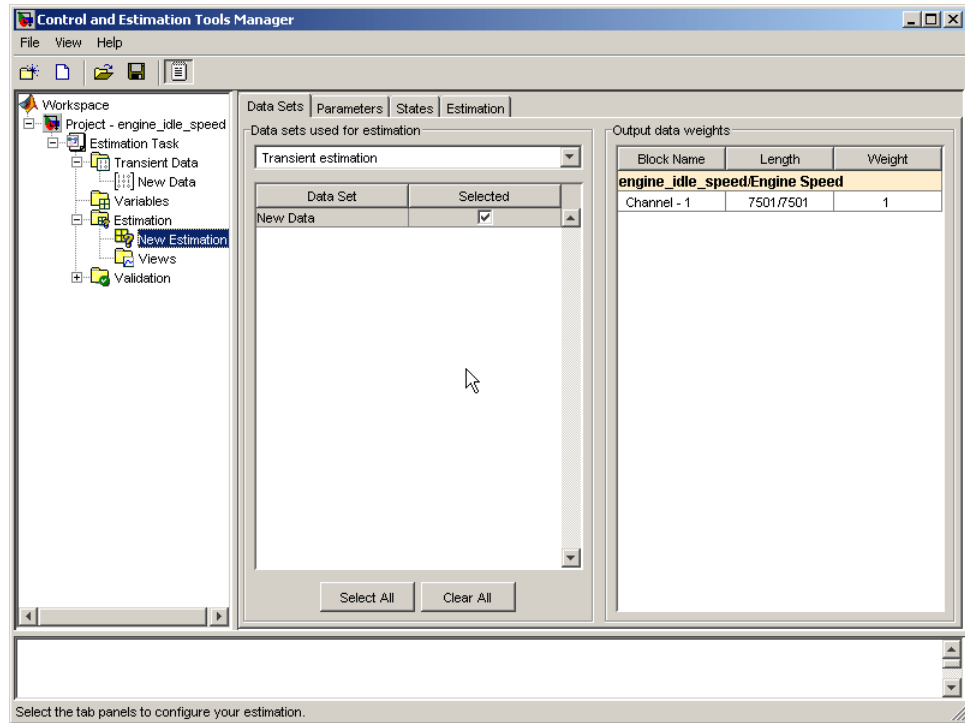 Control and Estimation Tools Manager
File View Help
Workspace
Project - engine_idle_speed
Estimation Task
Transient Data
New Data
Variables
Estimation
New Estimation
Views
Validation
Data Sets Parameters States Estimation
Data sets used for estimation
Transient estimation
Data Set Selected
New Data
Select All Clear All
Output data weights
Block Name Length Weight
engine_idle_speed/Engine Speed
Channel - 1 7501/7501 1
Select the tab panels to configure your estimation.